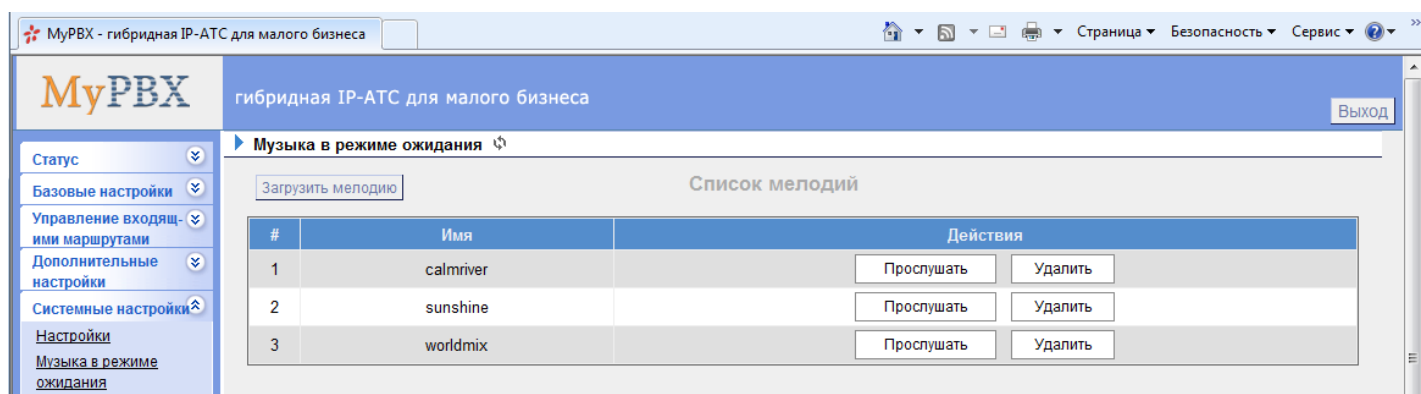 MyPBX - гибридная IP-АТС для малого бизнеса
Страница Безопасность Сервис
MyPBX
гибридная IP-АТС для малого бизнеса
Выход
Статус
Базовые настройки
Управление входящ-
ими маршрутами
Дополнительные
настройки
Системные настройки
Настройки
Музыка в режиме
ожидания
Музыка в режиме ожидания
Загрузить мелодию
Список мелодий
# Имя Действия
1 calmriver Прослушать Удалить
2 sunshine Прослушать Удалить
3 worldmix Прослушать Удалить